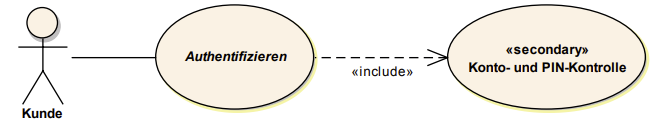 Authentifizieren
«secondary»
Konto- und PIN-Kontrolle
«include»
Kunde